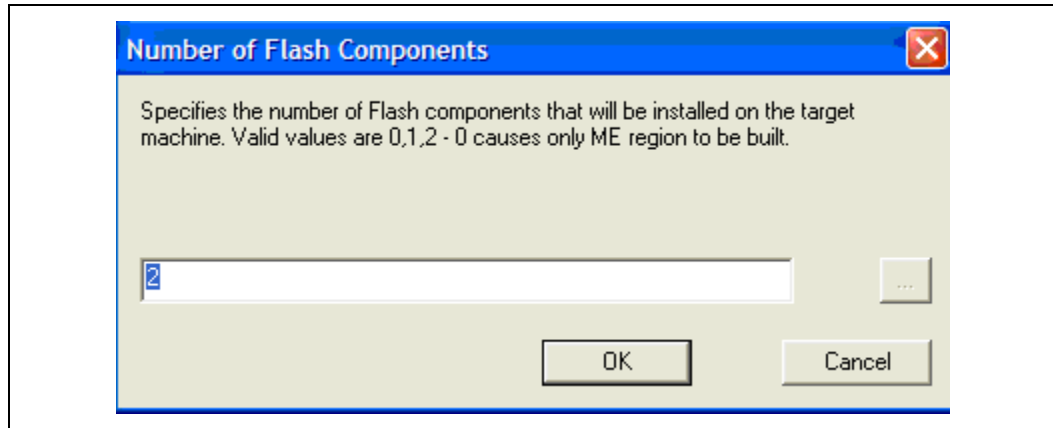 Number of Flash Components
Specifies the number of Flash components that will be installed on the target
machine. Valid values are 0,1,2 - 0 causes only ME region to be built.
2
...
OK
Cancel